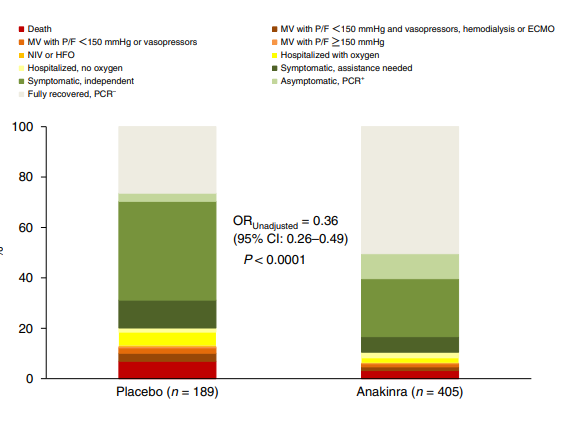 Death
MV with P/F <150 mmHg and vasopressors, hemodialysis or ECMO
MV with P/F <150 mmHg or vasopressors
MV with P/F ≥150 mmHg
NIV or HFO
Hospitalized with oxygen
Hospitalized, no oxygen
Symptomatic, assistance needed
Symptomatic, independent
Asymptomatic, PCR⁺
Fully recovered, PCR⁻
100
80
60
40
20
0
%
OR_Unadjusted = 0.36
(95% CI: 0.26–0.49)
P < 0.0001
Placebo (n = 189)
Anakinra (n = 405)